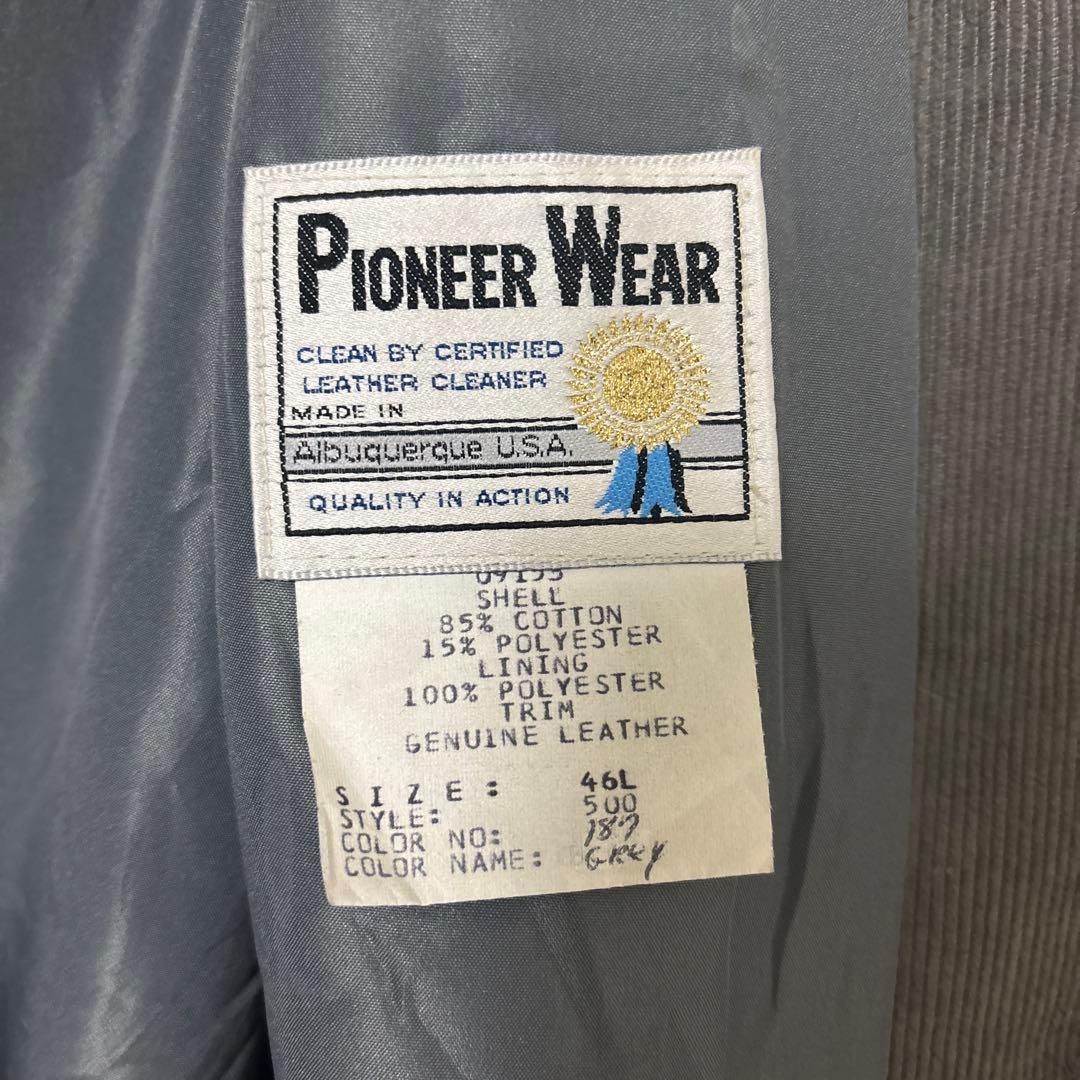 PIONEER WEAR
CLEAN BY CERTIFIED
LEATHER CLEANER
MADE IN
Albuquerque U.S.A.
QUALITY IN ACTION
SHELL
85% COTTON
15% POLYESTER
LINING
100% POLYESTER
TRIM
GENUINE LEATHER
SIZE: 46L
STYLE: 500
COLOR NO: 187
COLOR NAME: GREY